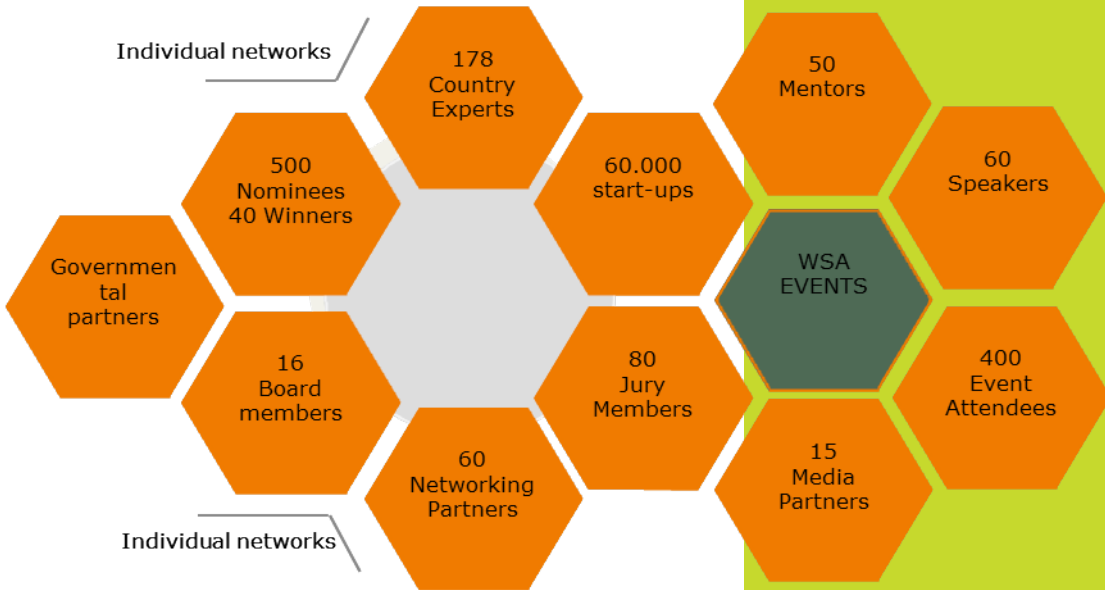 Individual networks
178
Country
Experts
50
Mentors
500
Nominees
40 Winners
60.000
start-ups
60
Speakers
Governmen
tal
partners
WSA
EVENTS
16
Board
members
80
Jury
Members
400
Event
Attendees
60
Networking
Partners
15
Media
Partners
Individual networks